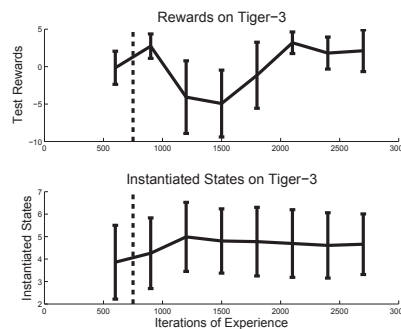 Rewards on Tiger−3
Test Rewards
5
0
−5
−10
0 500 1000 1500 2000 2500 300
Instantiated States on Tiger−3
Instantiated States
7
6
5
4
3
2
0 500 1000 1500 2000 2500 300
Iterations of Experience